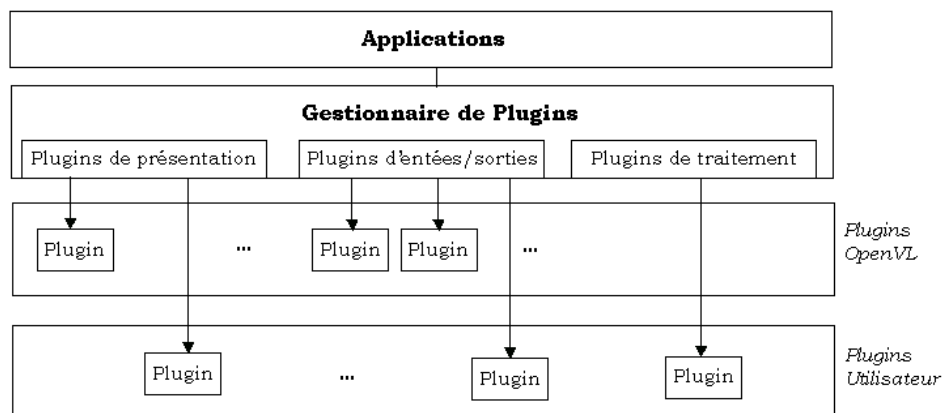 Applications
Gestionnaire de Plugins
Plugins de présentation
Plugins d'entées/sorties
Plugins de traitement
Plugin
...
Plugin
Plugin
...
Plugins
OpenVL
Plugin
...
Plugin
Plugin
Plugins
Utilisateur